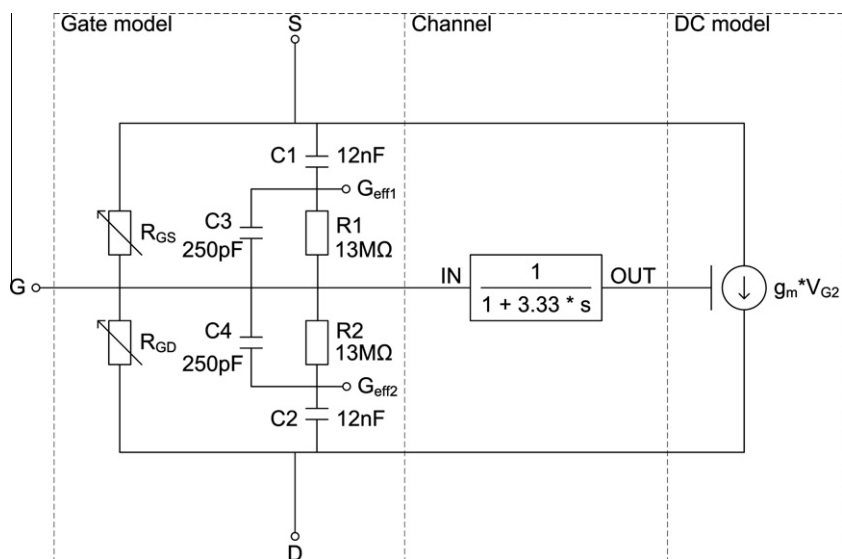 Gate model
S
Channel
DC model
C1
12nF
Geff1
C3
250pF
R1
13MΩ
RGS
G
IN
1
1 + 3.33 * s
OUT
gm*VG2
RGD
C4
250pF
R2
13MΩ
Geff2
C2
12nF
D